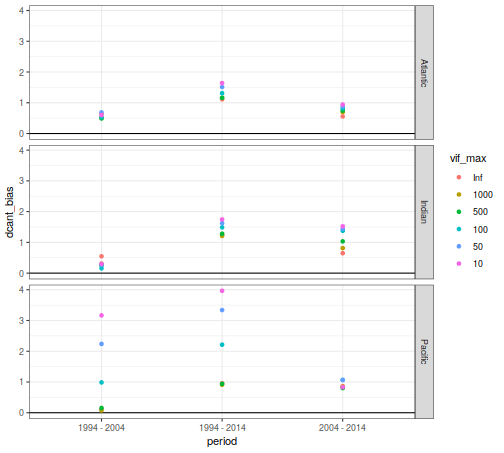 4
3
2
1
0
Atlantic
4
3
2
1
0
Indian
4
3
2
1
0
Pacific
dcant_bias
1994 - 2004
1994 - 2014
2004 - 2014
period
vif_max
Inf
1000
500
100
50
10